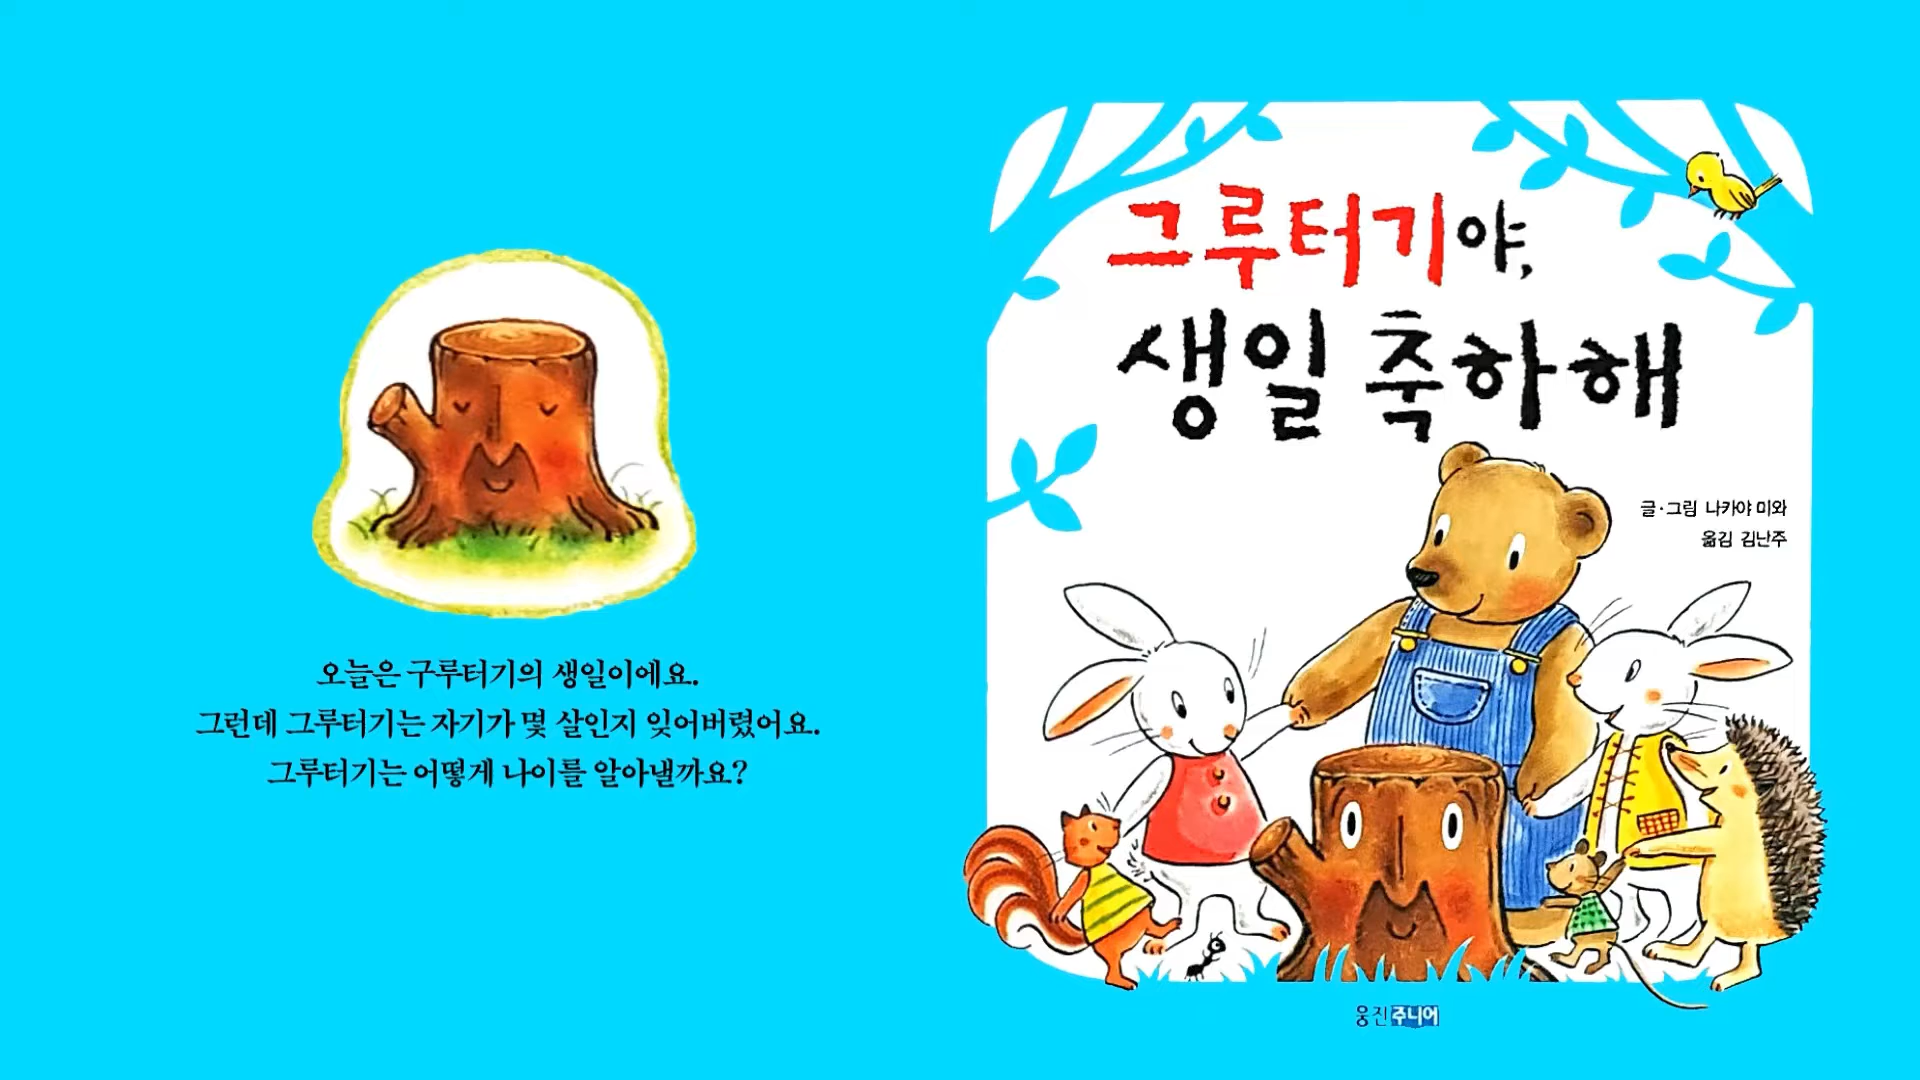 오늘은 구루터기의 생일이에요.
그런데 그루터기는 자기가 몇 살인지 잊어버렸어요.
그루터기는 어떻게 나이를 알아낼까요?
그루터기야,
생일 축하해
글·그림 나카야 미와
옮김 김난주
웅진주니어